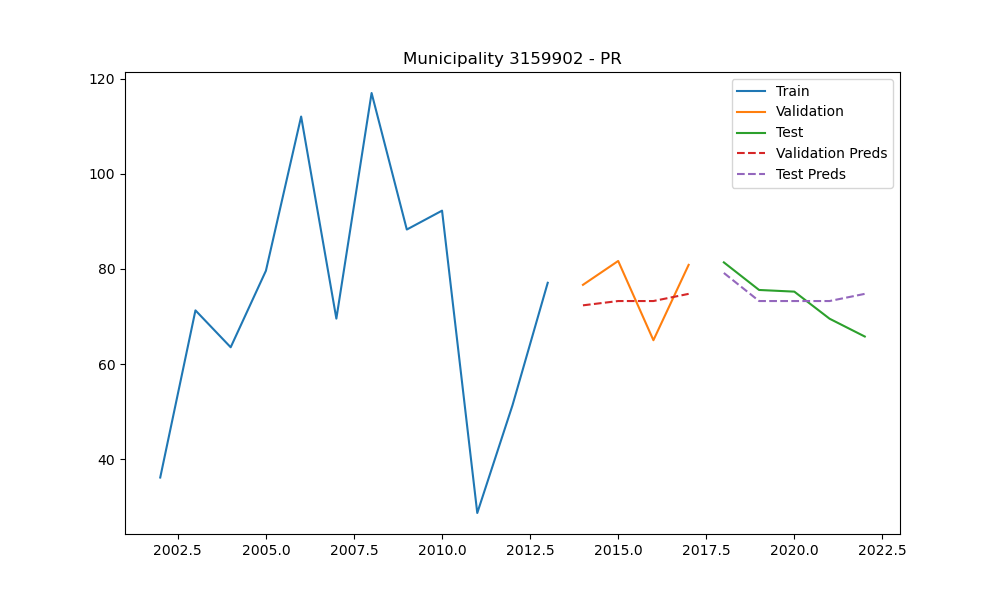 Municipality 3159902 - PR
120
100
80
60
40
Train
Validation
Test
Validation Preds
Test Preds
2002.5 2005.0 2007.5 2010.0 2012.5 2015.0 2017.5 2020.0 2022.5